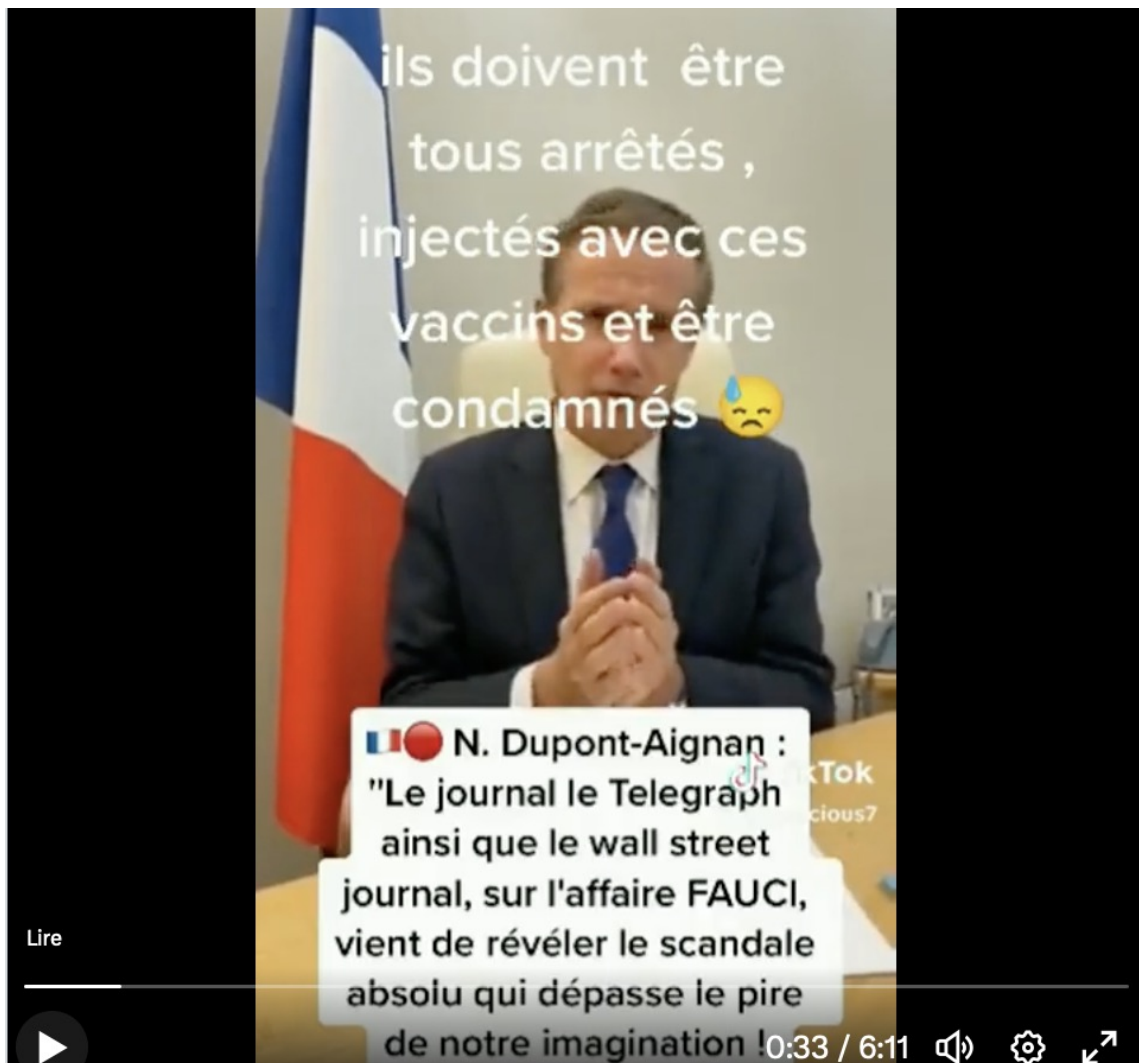 ils doivent être
tous arrêtés ,
injectés avec ces
vaccins et être
condamnés 😓
🇫🇷🔴 N. Dupont-Aignan :
"Le journal le Telegraph
ainsi que le wall street
journal, sur l'affaire FAUCI,
vient de révéler le scandale
absolu qui dépasse le pire
de notre imagination !
kTok
cious7
Lire
0:33 / 6:11